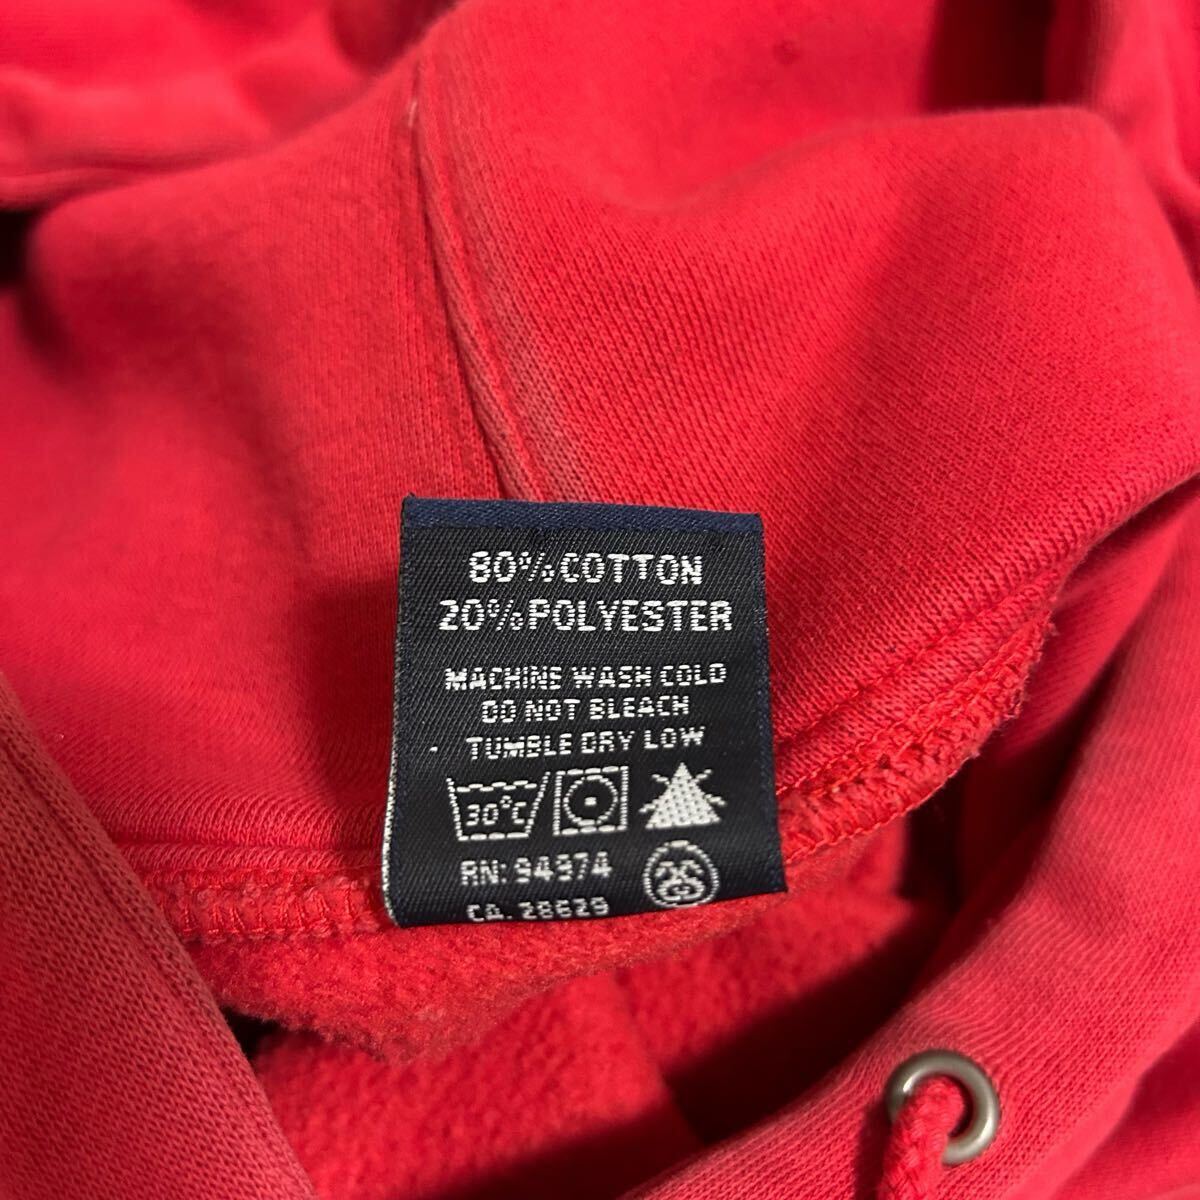 80% COTTON
20% POLYESTER
MACHINE WASH COLD
DO NOT BLEACH
TUMBLE DRY LOW
30°C
RN: 94974
CA. 28629